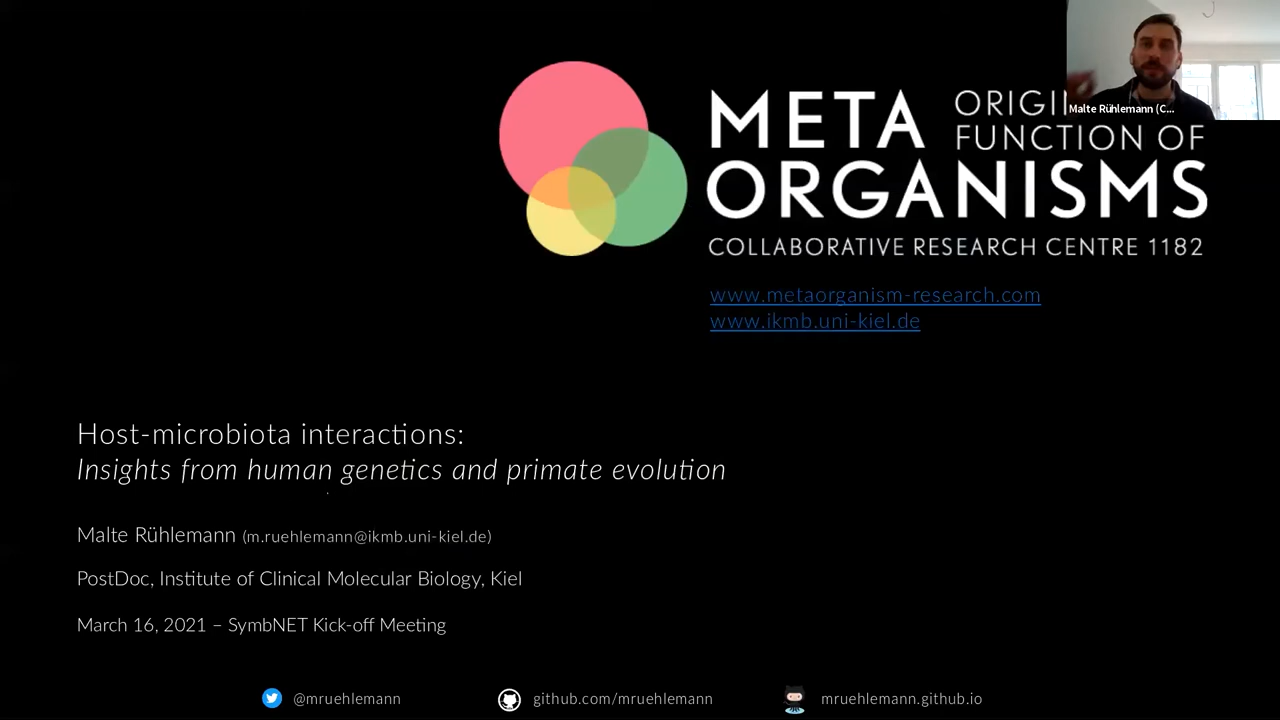 META
ORGANISMS
FUNCTION OF
COLLABORATIVE RESEARCH CENTRE 1182
Malte Rühlemann (C...
www.metaorganism-research.com
www.ikmb.uni-kiel.de
Host-microbiota interactions:
Insights from human genetics and primate evolution
Malte Rühlemann (m.ruehlemann@ikmb.uni-kiel.de)
PostDoc, Institute of Clinical Molecular Biology, Kiel
March 16, 2021 – SymbNET Kick-off Meeting
@mruehlemann
github.com/mruehlemann
mruehlemann.github.io